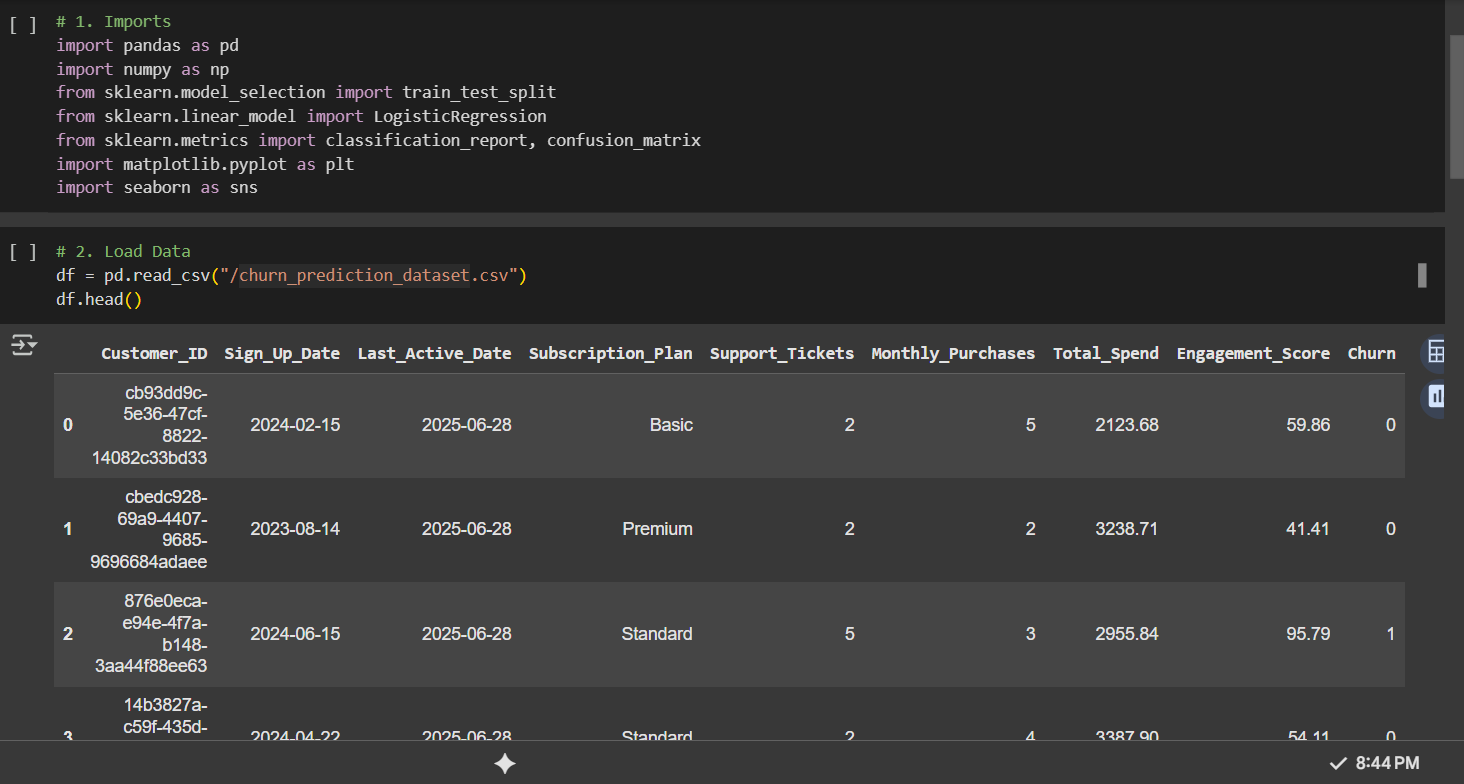 [ ] # 1. Imports
import pandas as pd
import numpy as np
from sklearn.model_selection import train_test_split
from sklearn.linear_model import LogisticRegression
from sklearn.metrics import classification_report, confusion_matrix
import matplotlib.pyplot as plt
import seaborn as sns
[ ] # 2. Load Data
df = pd.read_csv("/churn_prediction_dataset.csv")
df.head()
Customer_ID Sign_Up_Date Last_Active_Date Subscription_Plan Support_Tickets Monthly_Purchases Total_Spend Engagement_Score Churn
cb93dd9c-
5e36-47cf-
0 2024-02-15 2025-06-28 Basic 2 5 2123.68 59.86 0
8822-
14082c33bd33
cbedc928-
69a9-4407-
1 2023-08-14 2025-06-28 Premium 2 2 3238.71 41.41 0
9685-
9696684adaee
876e0eca-
e94e-4f7a-
2 2024-06-15 2025-06-28 Standard 5 3 2955.84 95.79 1
b148-
3aa44f88ee63
14b3827a-
c59f-435d-
3 2024-04-22 2025-06-28 Standard 2 4 3387.90 54.11 0
8:44 PM